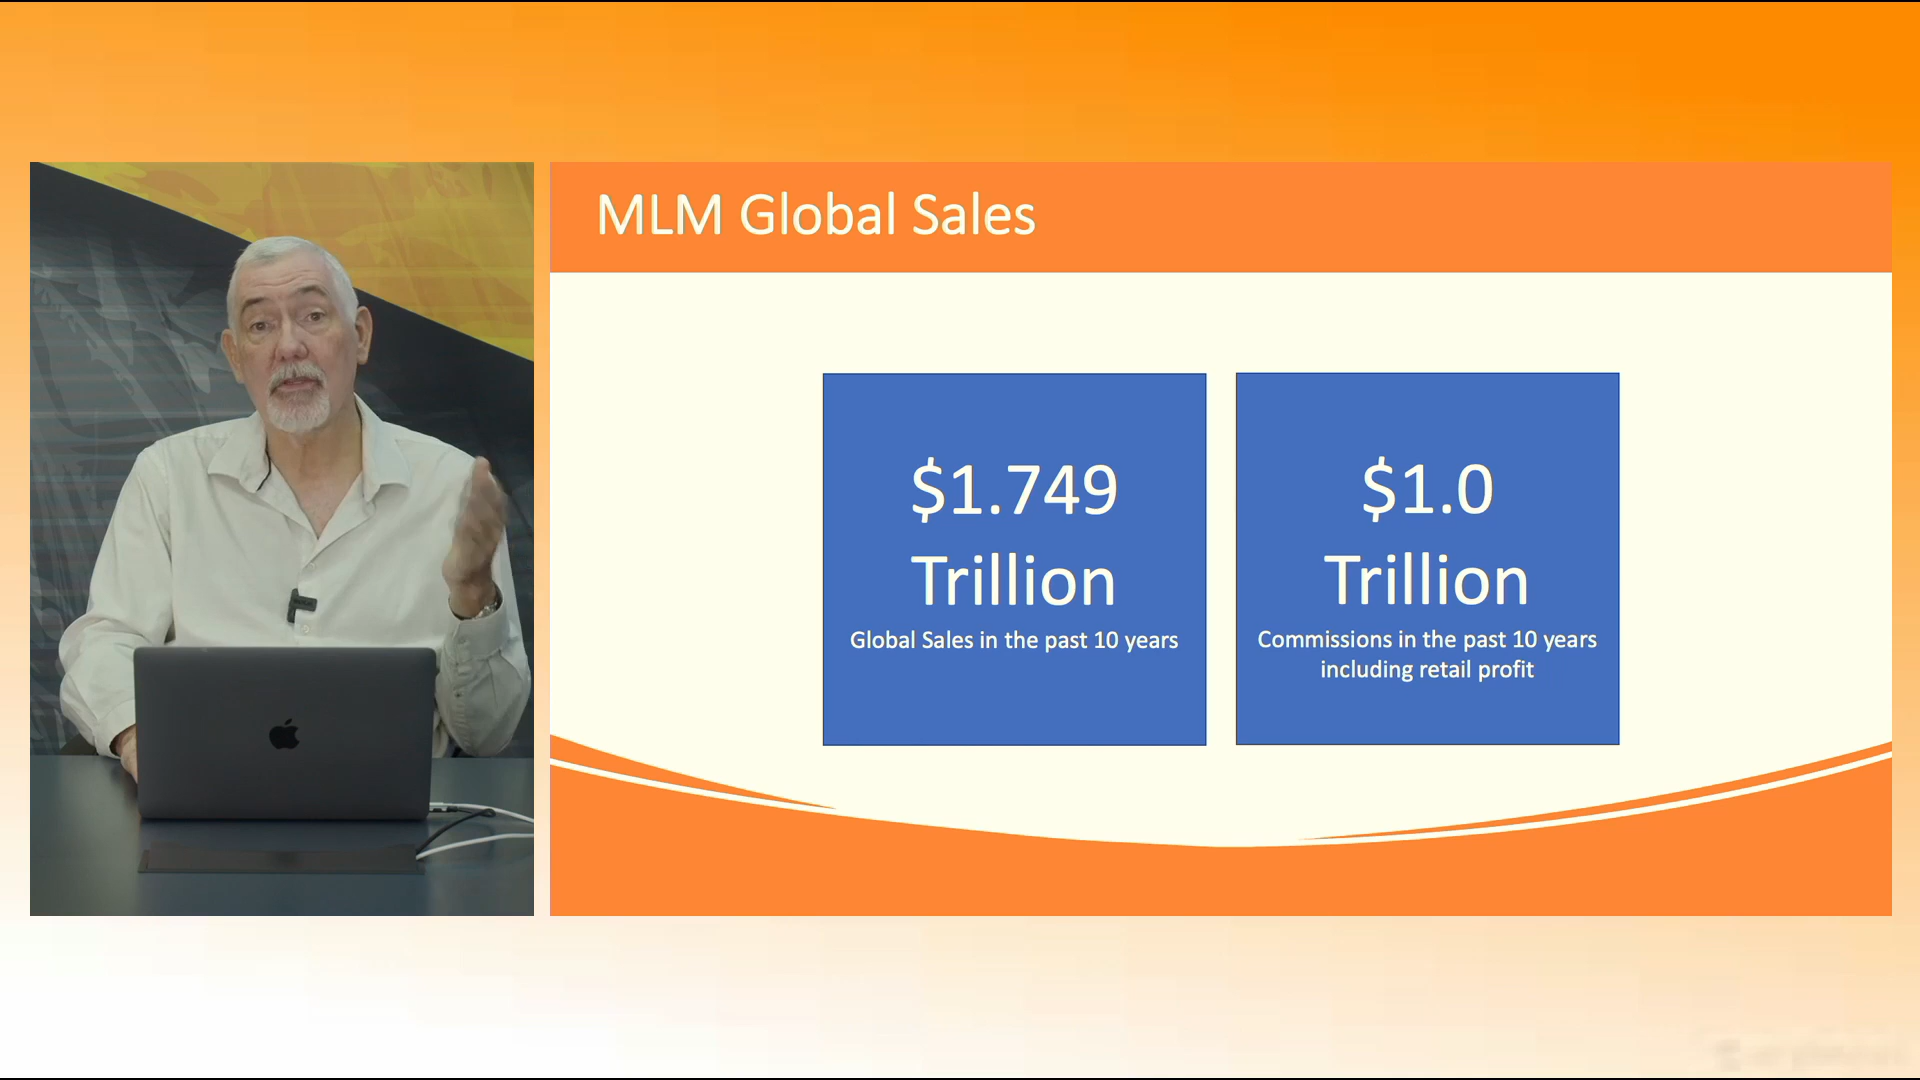 MLM Global Sales
$1.749
Trillion
Global Sales in the past 10 years
$1.0
Trillion
Commissions in the past 10 years
including retail profit